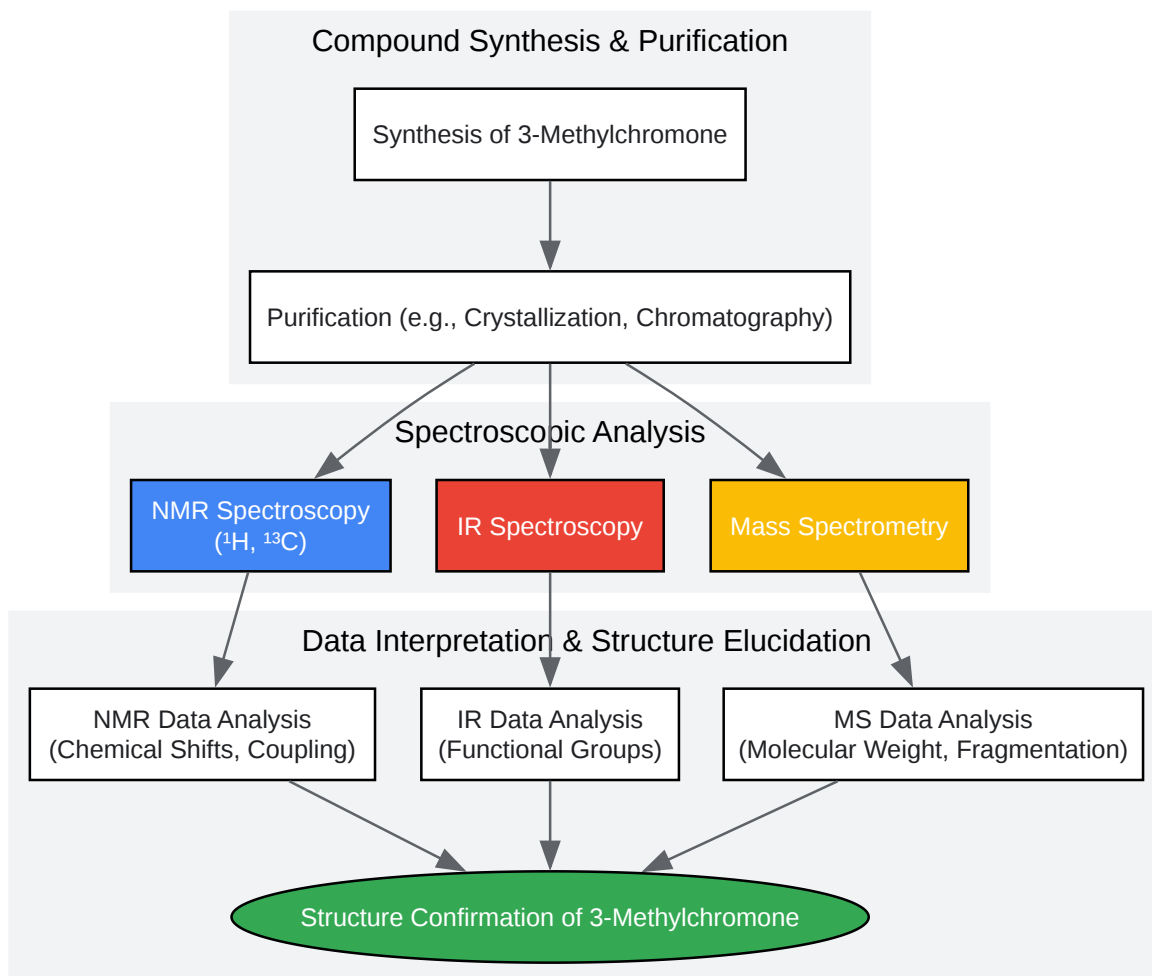 Compound Synthesis & Purification
Synthesis of 3-Methylchromone
Purification (e.g., Crystallization, Chromatography)
Spectroscopic Analysis
NMR Spectroscopy
(¹H, ¹³C)
IR Spectroscopy
Mass Spectrometry
Data Interpretation & Structure Elucidation
NMR Data Analysis
(Chemical Shifts, Coupling)
IR Data Analysis
(Functional Groups)
MS Data Analysis
(Molecular Weight, Fragmentation)
Structure Confirmation of 3-Methylchromone